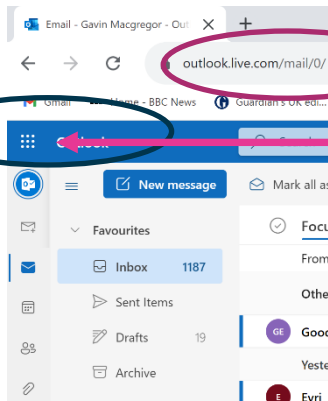 Email - Gavin Macgregor - Out
outlook.live.com/mail/0/
Gmail Home - BBC News Guardian's UK edi...
Outlook
New message Mark all as
Favourites Focu
Inbox 1187 From
Sent Items Othe
Drafts 19 GE Good
Archive Yeste
E Evri